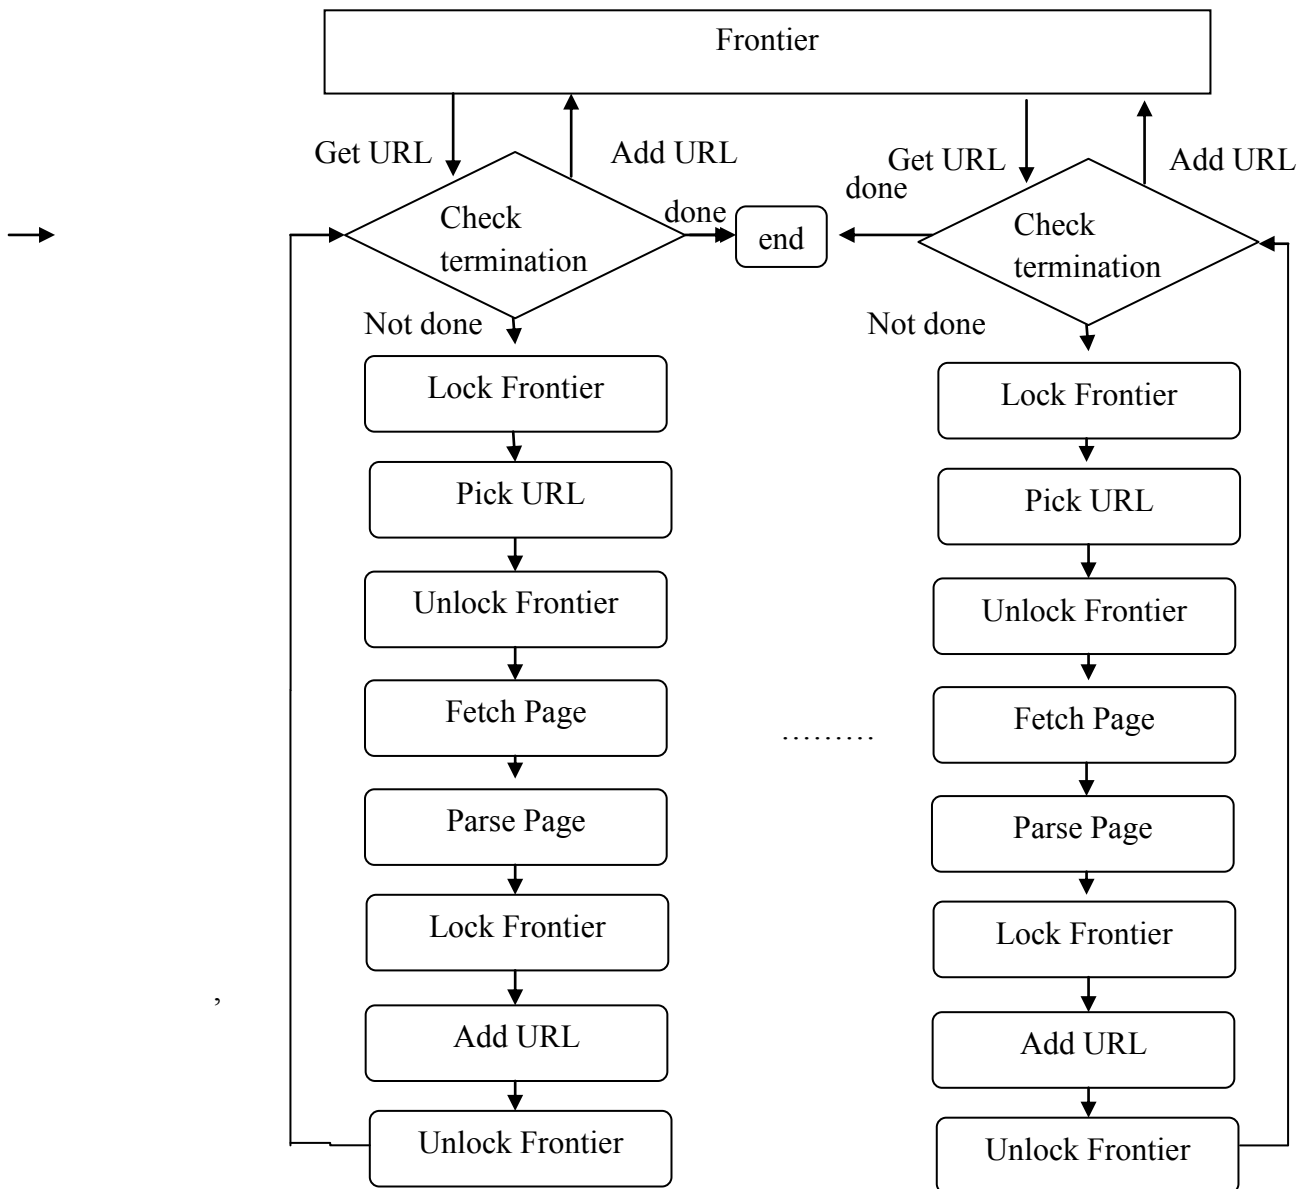 Frontier
Get URL
Add URL
Get URL
Add URL
done
done
Check
termination
end
Check
termination
Not done
Not done
Lock Frontier
Pick URL
Unlock Frontier
Fetch Page
Parse Page
Lock Frontier
Add URL
Unlock Frontier
.........
,
Lock Frontier
Pick URL
Unlock Frontier
Fetch Page
Parse Page
Lock Frontier
Add URL
Unlock Frontier